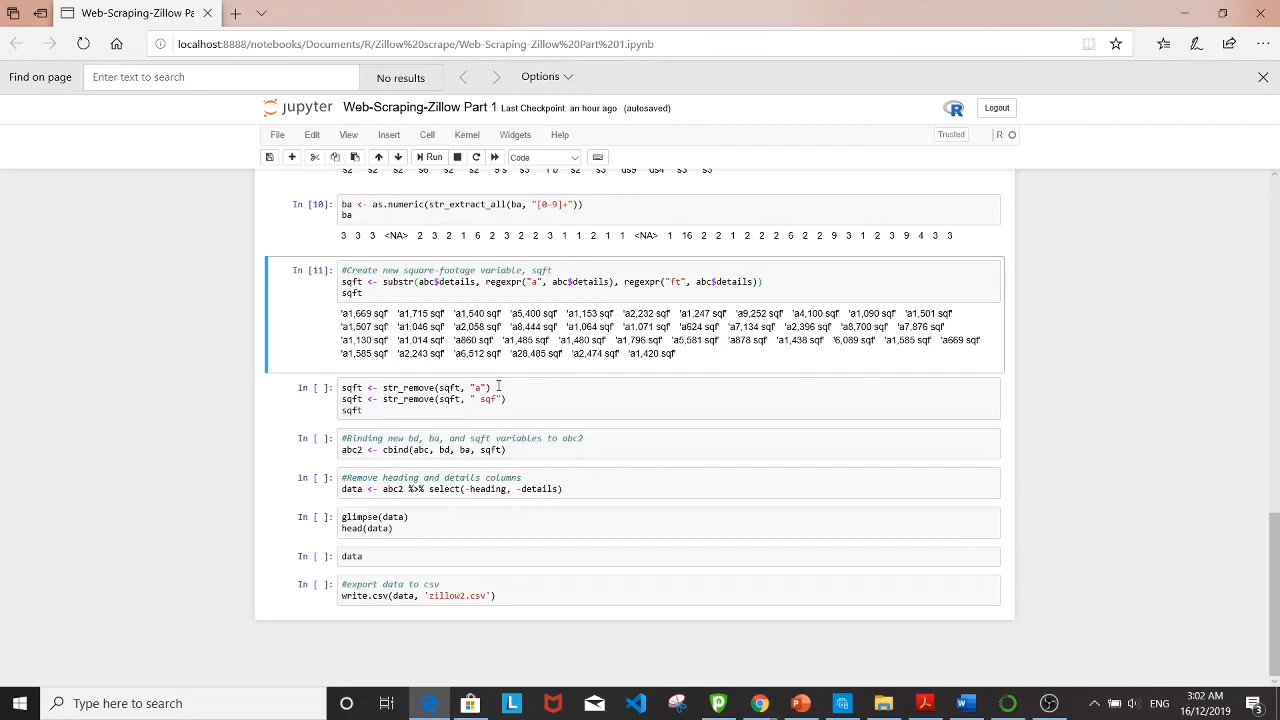 Web-Scraping-Zillow Part
localhost:8888/notebooks/Documents/R/Zillow%20scrape/Web-Scraping-Zillow%20Part%201.ipynb
Find on page
Enter text to search
No results
Options
jupyter Web-Scraping-Zillow Part 1 Last Checkpoint: an hour ago (autosaved)
Logout
File Edit View Insert Cell Kernel Widgets Help
Trusted
R
Run
Code
In [10]: ba <- as.numeric(str_extract_all(ba, "[0-9]+"))
ba
3 3 3 <NA> 2 3 2 1 6 2 3 2 2 3 1 1 2 1 1 <NA> 1 16 2 2 1 2 2 2 6 2 2 9 3 1 2 3 9 4 3 3
In [11]: #Create new square-footage variable, sqft
sqft <- substr(abc$details, regexpr("a", abc$details), regexpr("ft", abc$details))
sqft
'a1,669 sqf' 'a1,715 sqf' 'a1,540 sqf' 'a5,400 sqf' 'a1,153 sqf' 'a2,232 sqf' 'a1,247 sqf' 'a9,252 sqf' 'a4,100 sqf' 'a1,090 sqf' 'a1,501 sqf'
'a1,507 sqf' 'a1,046 sqf' 'a2,058 sqf' 'a8,444 sqf' 'a1,064 sqf' 'a1,071 sqf' 'a624 sqf' 'a7,134 sqf' 'a2,396 sqf' 'a8,700 sqf' 'a7,876 sqf'
'a1,130 sqf' 'a1,014 sqf' 'a860 sqf' 'a1,485 sqf' 'a1,480 sqf' 'a1,796 sqf' 'a5,581 sqf' 'a878 sqf' 'a1,438 sqf' '6,089 sqf' 'a1,585 sqf' 'a669 sqf'
'a1,585 sqf' 'a2,243 sqf' 'a6,512 sqf' 'a28,485 sqf' 'a2,474 sqf' 'a1,420 sqf'
In [ ]: sqft <- str_remove(sqft, "a")
sqft <- str_remove(sqft, " sqf")
sqft
In [ ]: #Binding new bd, ba, and sqft variables to abc2
abc2 <- cbind(abc, bd, ba, sqft)
In [ ]: #Remove heading and details columns
data <- abc2 %>% select(-heading, -details)
In [ ]: glimpse(data)
head(data)
In [ ]: data
In [ ]: #export data to csv
write.csv(data, 'zillow2.csv')
Type here to search
ENG
3:02 AM
16/12/2019
3